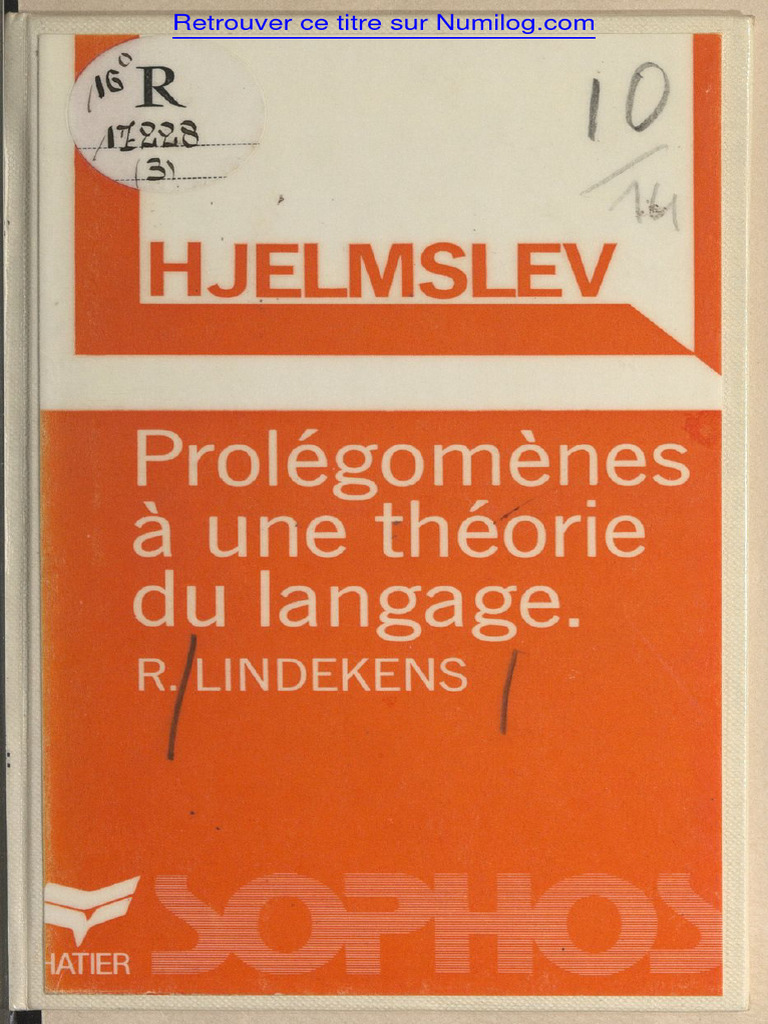 Retrouver ce titre sur Numilog.com
16° R
17228
(3)
10
14
HJELMSLEV
Prolégomènes
à une théorie
du langage.
R. LINDEKENS
SOPHOS
HATIER